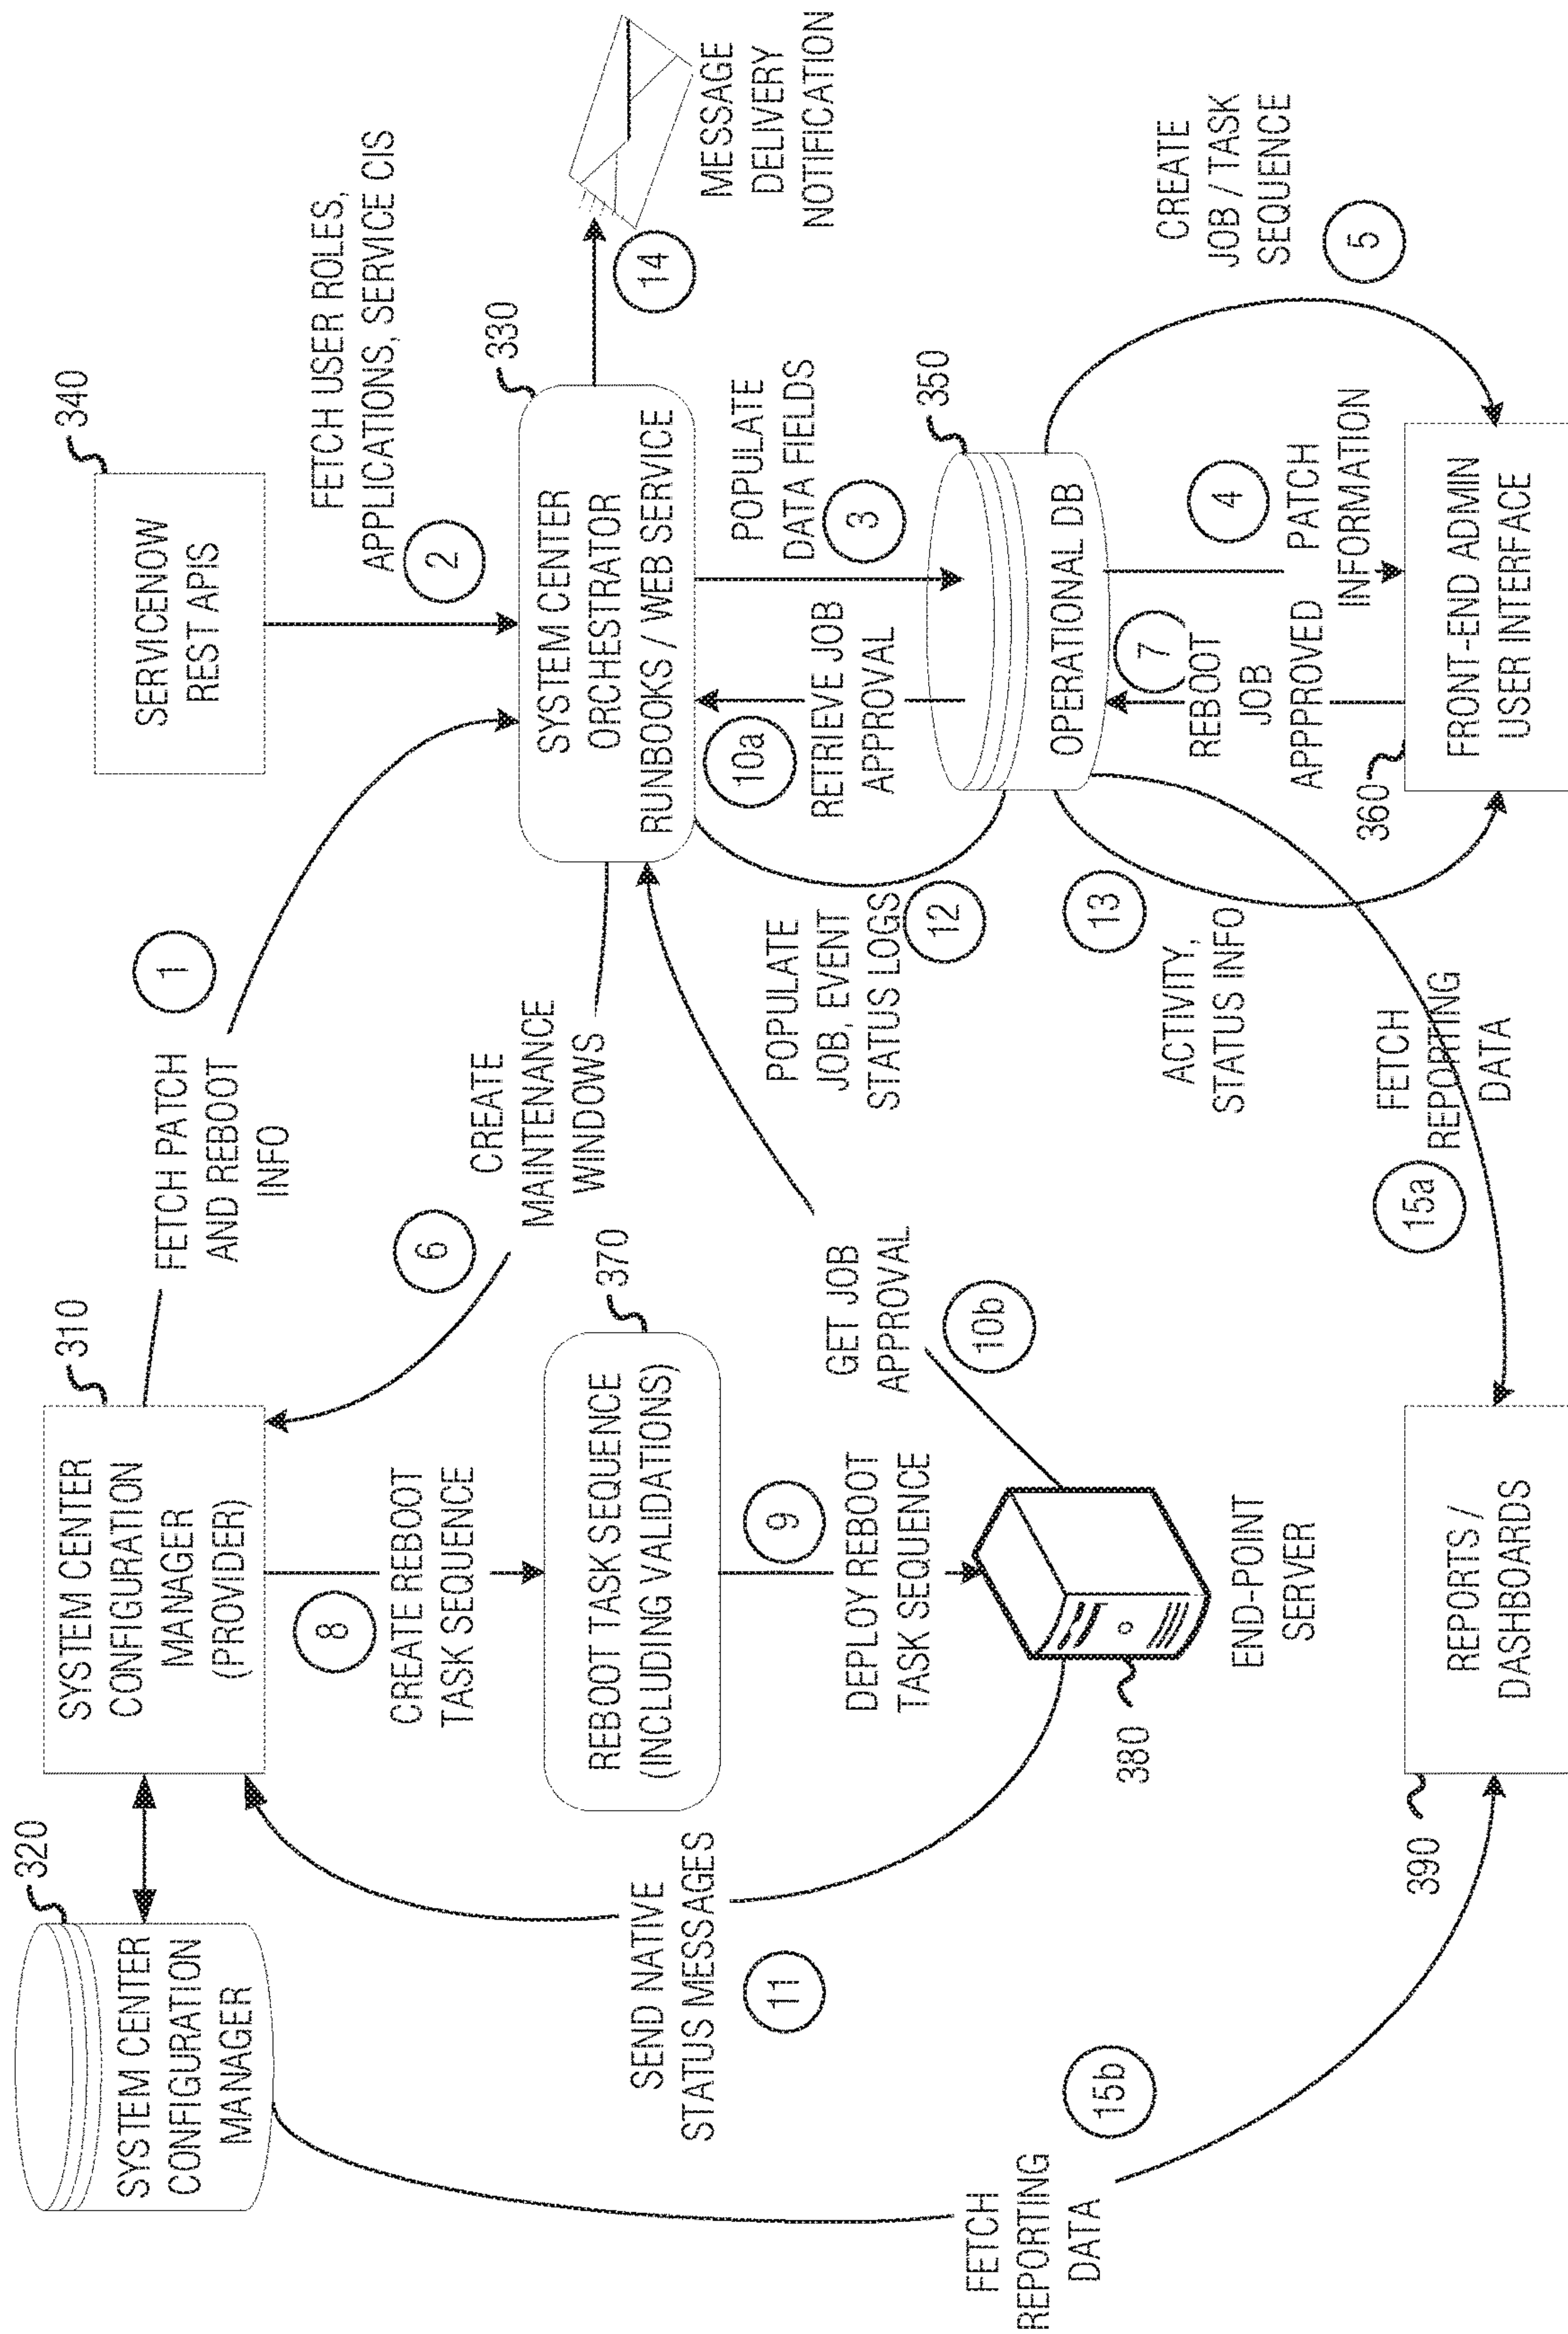 320
SYSTEM CENTER
CONFIGURATION
MANAGER
310
SYSTEM CENTER
CONFIGURATION
MANAGER
(PROVIDER)
1
FETCH PATCH
AND REBOOT
INFO
340
SERVICENOW
REST APIS
2
FETCH USER ROLES,
APPLICATIONS, SERVICE CIS
8
CREATE REBOOT
TASK SEQUENCE
6
CREATE
MAINTENANCE
WINDOWS
330
SYSTEM CENTER
ORCHESTRATOR
RUNBOOKS / WEB SERVICE
14
MESSAGE
DELIVERY
NOTIFICATION
370
REBOOT TASK SEQUENCE
(INCLUDING VALIDATIONS)
SEND NATIVE
STATUS MESSAGES
11
9
DEPLOY REBOOT
TASK SEQUENCE
GET JOB
APPROVAL
10b
POPULATE
JOB, EVENT
STATUS LOGS
12
10a
RETRIEVE JOB
APPROVAL
POPULATE
DATA FIELDS
3
350
OPERATIONAL DB
380
END-POINT
SERVER
13
ACTIVITY,
STATUS INFO
7
REBOOT
JOB
APPROVED
4
PATCH
INFORMATION
CREATE
JOB / TASK
SEQUENCE
5
FETCH
REPORTING
DATA
15b
FETCH
REPORTING
DATA
15a
390
REPORTS /
DASHBOARDS
360
FRONT-END ADMIN
USER INTERFACE